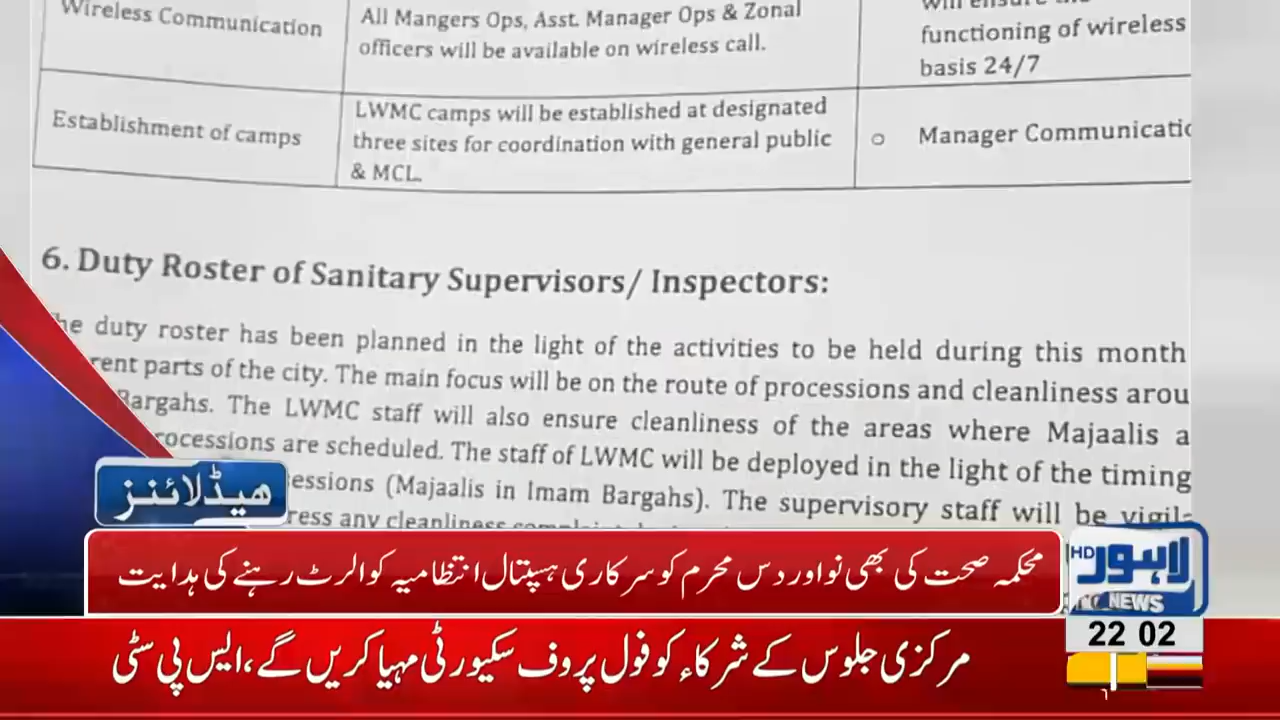 Wireless Communication
All Mangers Ops, Asst. Manager Ops & Zonal
officers will be available on wireless call.
will ensure the
functioning of wireless
basis 24/7
Establishment of camps
LWMC camps will be established at designated
three sites for coordination with general public
& MCL.
o Manager Communicatio
6. Duty Roster of Sanitary Supervisors/ Inspectors:
he duty roster has been planned in the light of the activities to be held during this month
rent parts of the city. The main focus will be on the route of processions and cleanliness arou
Bargahs. The LWMC staff will also ensure cleanliness of the areas where Majaalis a
rocessions are scheduled. The staff of LWMC will be deployed in the light of the timing
essions (Majaalis in Imam Bargahs). The supervisory staff will be vigil-
ress any cleanliness
ہیڈلائنز
محکمہ صحت کی بھی نو اور دس محرم کو سرکاری ہسپتال انتظامیہ کو الرٹ رہنے کی ہدایت
لاہور HD
NEWS
22 02
مرکزی جلوس کے شرکاء کو فول پروف سکیورٹی مہیا کریں گے، ایس پی سٹی